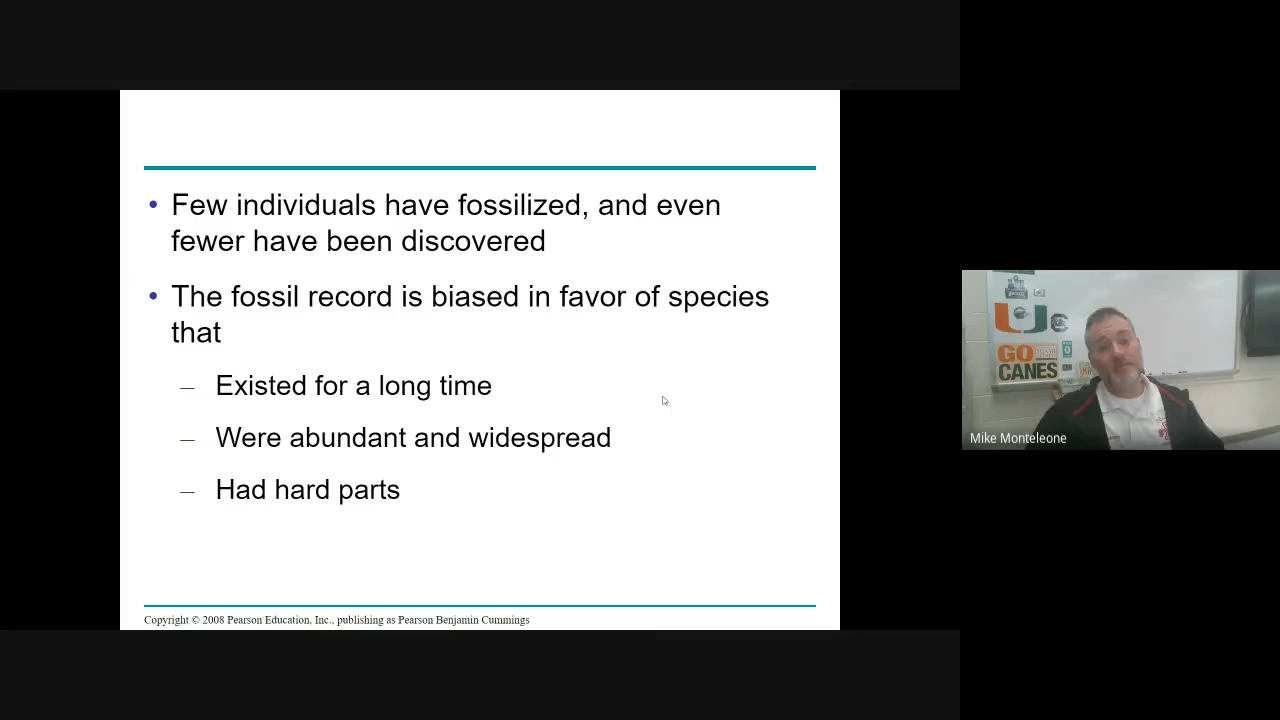 • Few individuals have fossilized, and even
fewer have been discovered
• The fossil record is biased in favor of species
that
– Existed for a long time
– Were abundant and widespread
– Had hard parts
Copyright © 2008 Pearson Education, Inc., publishing as Pearson Benjamin Cummings
GO
CANES
Mike Monteleone